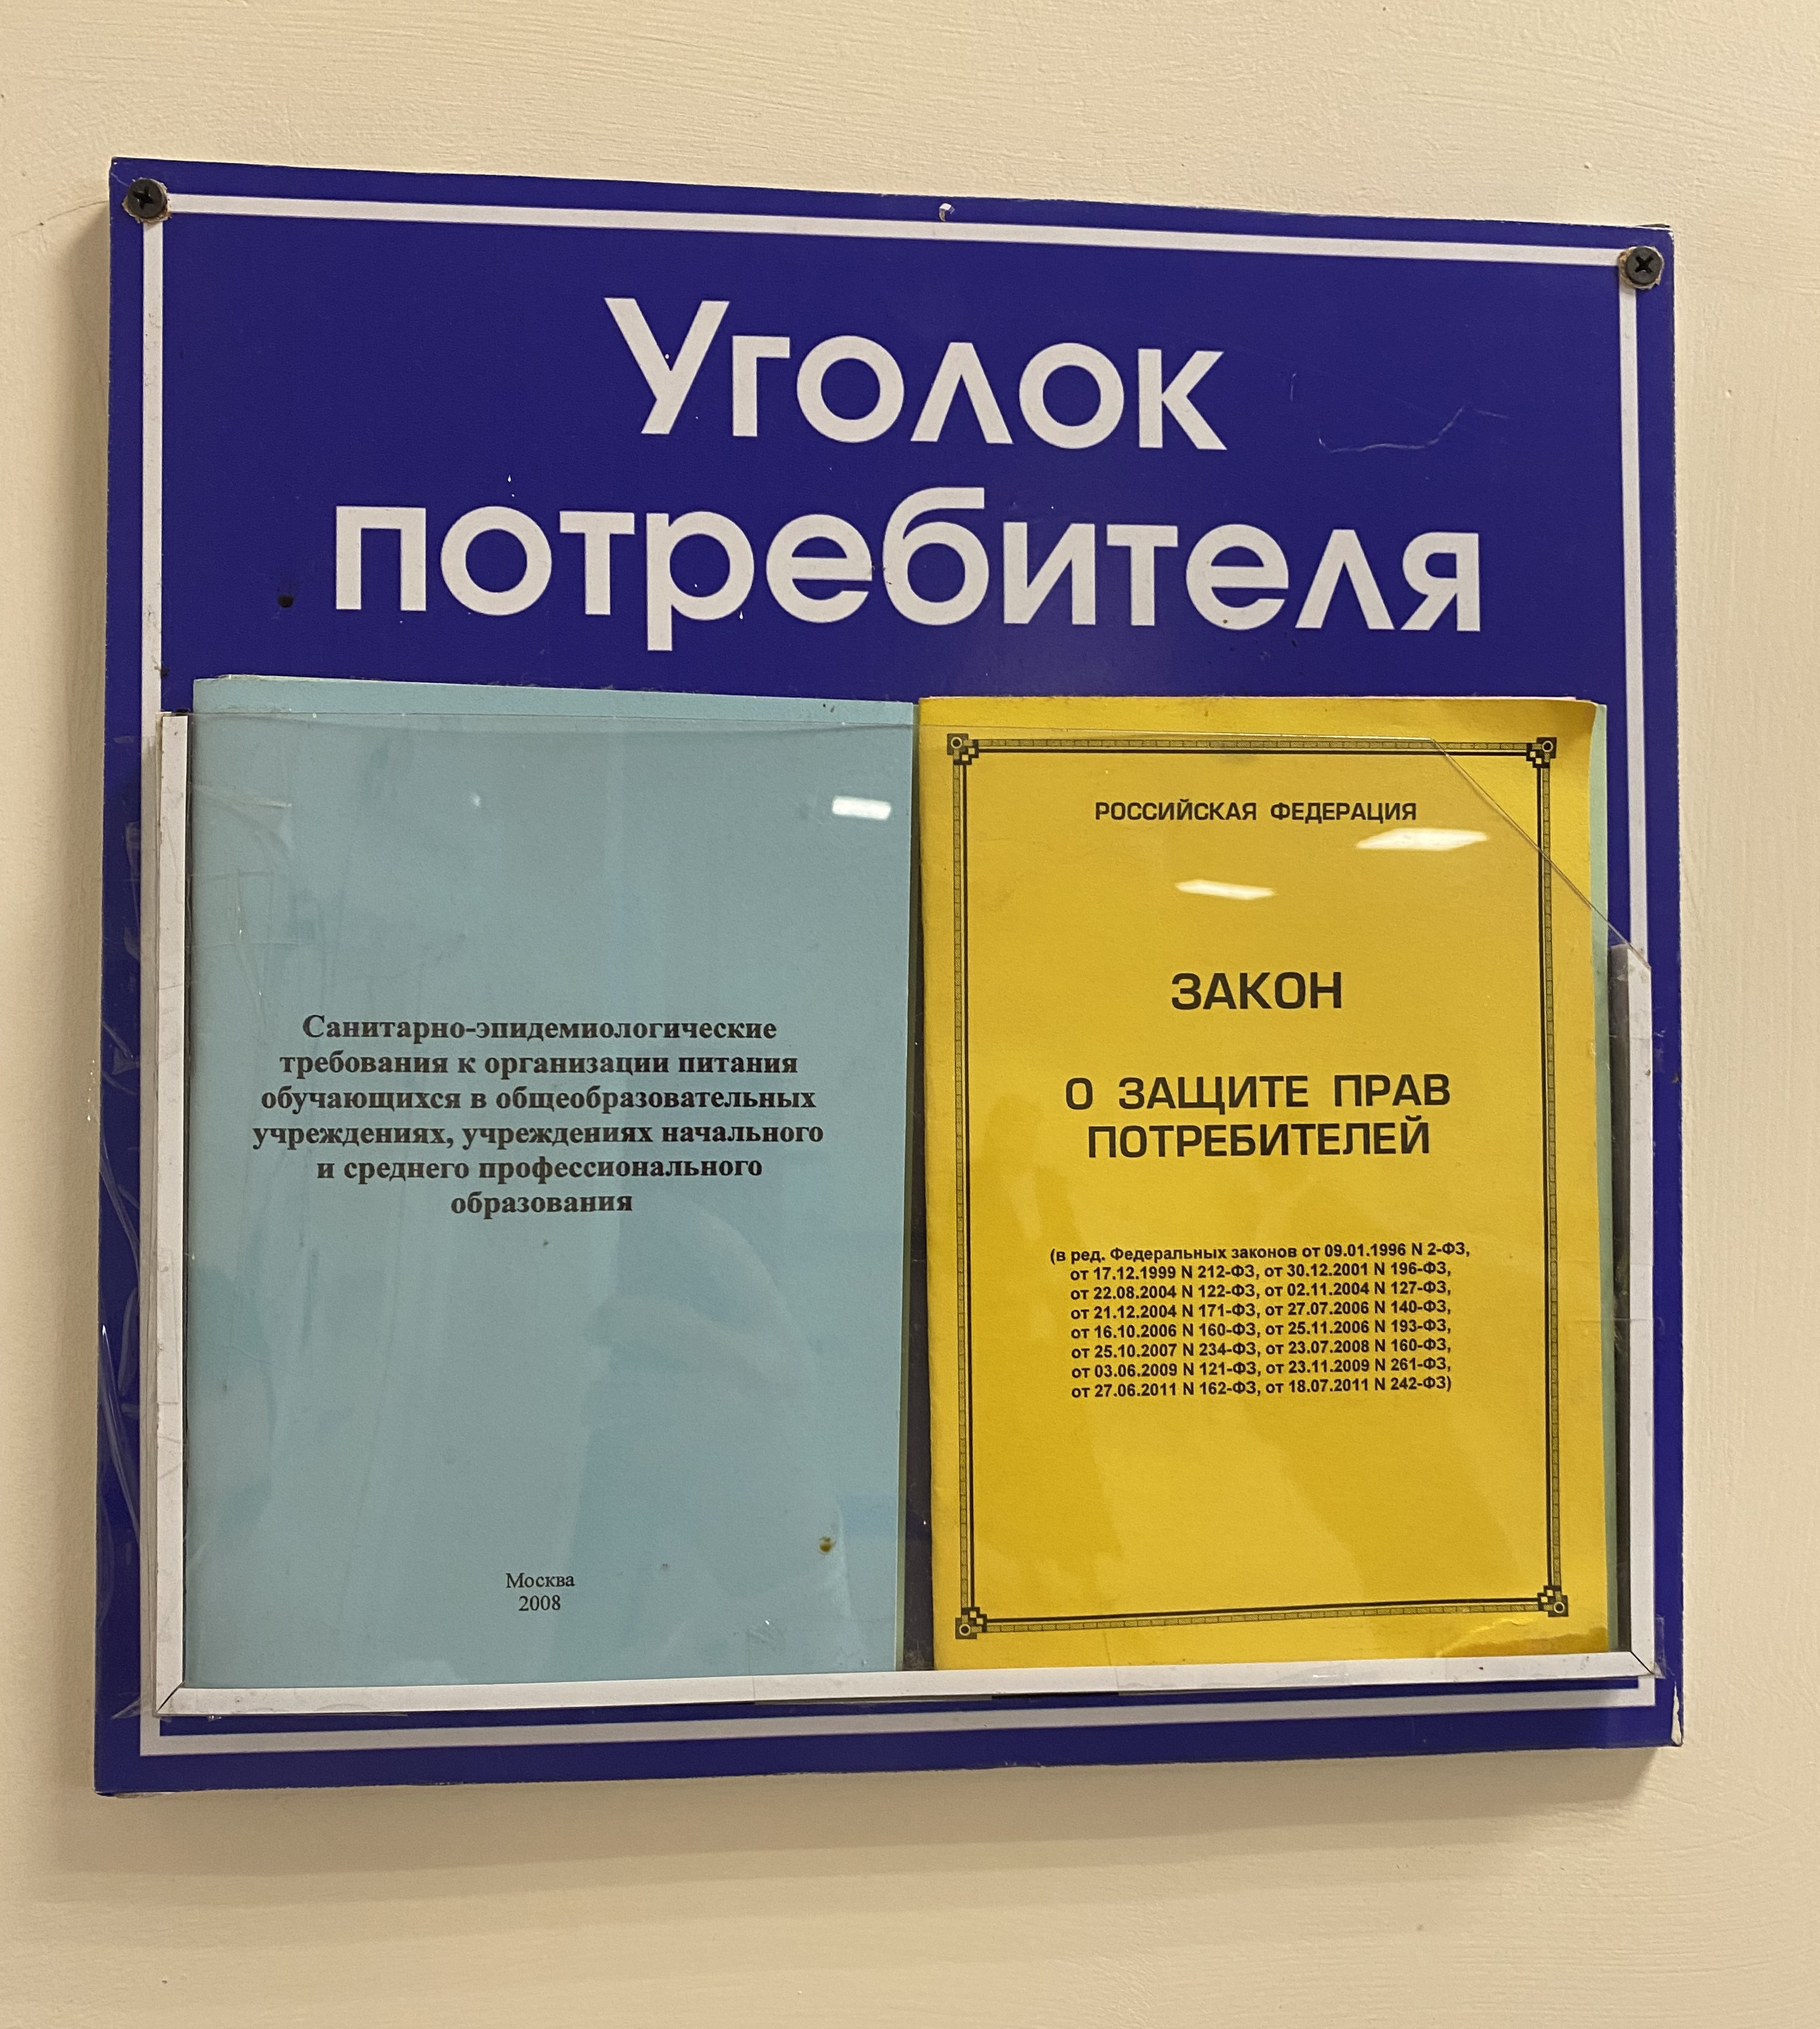 Уголок
потребителя
Санитарно-эпидемиологические
требования к организации питания
обучающихся в общеобразовательных
учреждениях, учреждениях начального
и среднего профессионального
образования
Москва
2008
РОССИЙСКАЯ ФЕДЕРАЦИЯ
ЗАКОН
О ЗАЩИТЕ ПРАВ
ПОТРЕБИТЕЛЕЙ
(в ред. Федеральных законов от 09.01.1996 N 2-ФЗ,
от 17.12.1999 N 212-ФЗ, от 30.12.2001 N 196-ФЗ,
от 22.08.2004 N 122-ФЗ, от 02.11.2004 N 127-ФЗ,
от 21.12.2004 N 171-ФЗ, от 27.07.2006 N 140-ФЗ,
от 16.10.2006 N 160-ФЗ, от 25.11.2006 N 193-ФЗ,
от 25.10.2007 N 234-ФЗ, от 23.07.2008 N 160-ФЗ,
от 03.06.2009 N 121-ФЗ, от 23.11.2009 N 261-ФЗ,
от 27.06.2011 N 162-ФЗ, от 18.07.2011 N 242-ФЗ)